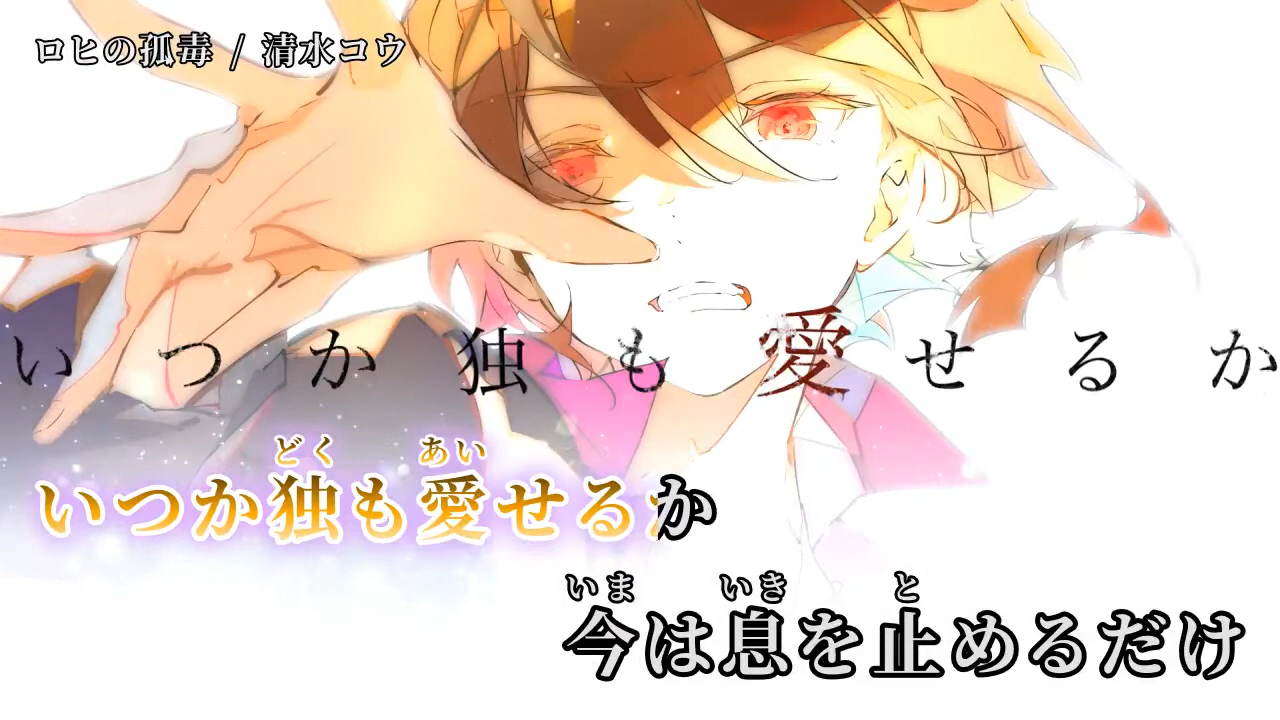 ロヒの孤毒 / 清水コウ
いつか独も愛せるか
どく あい
いつか独も愛せるか
いま いき と
今は息を止めるだけ